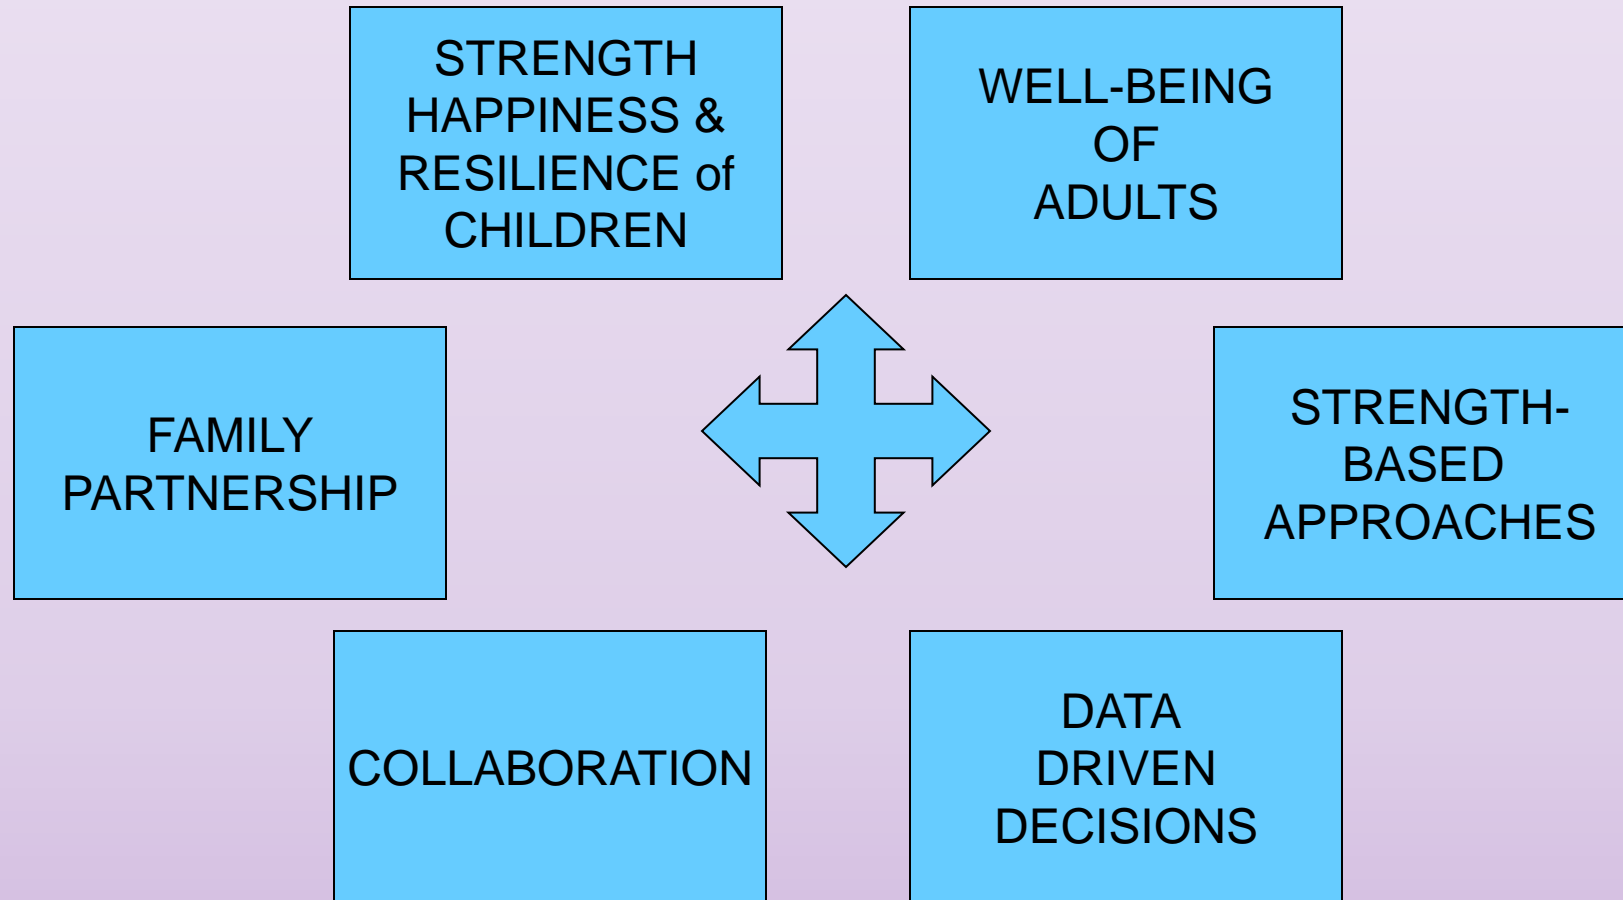 STRENGTH
HAPPINESS &
RESILIENCE of
CHILDREN
WELL-BEING
OF
ADULTS
FAMILY
PARTNERSHIP
STRENGTH-
BASED
APPROACHES
COLLABORATION
DATA
DRIVEN
DECISIONS